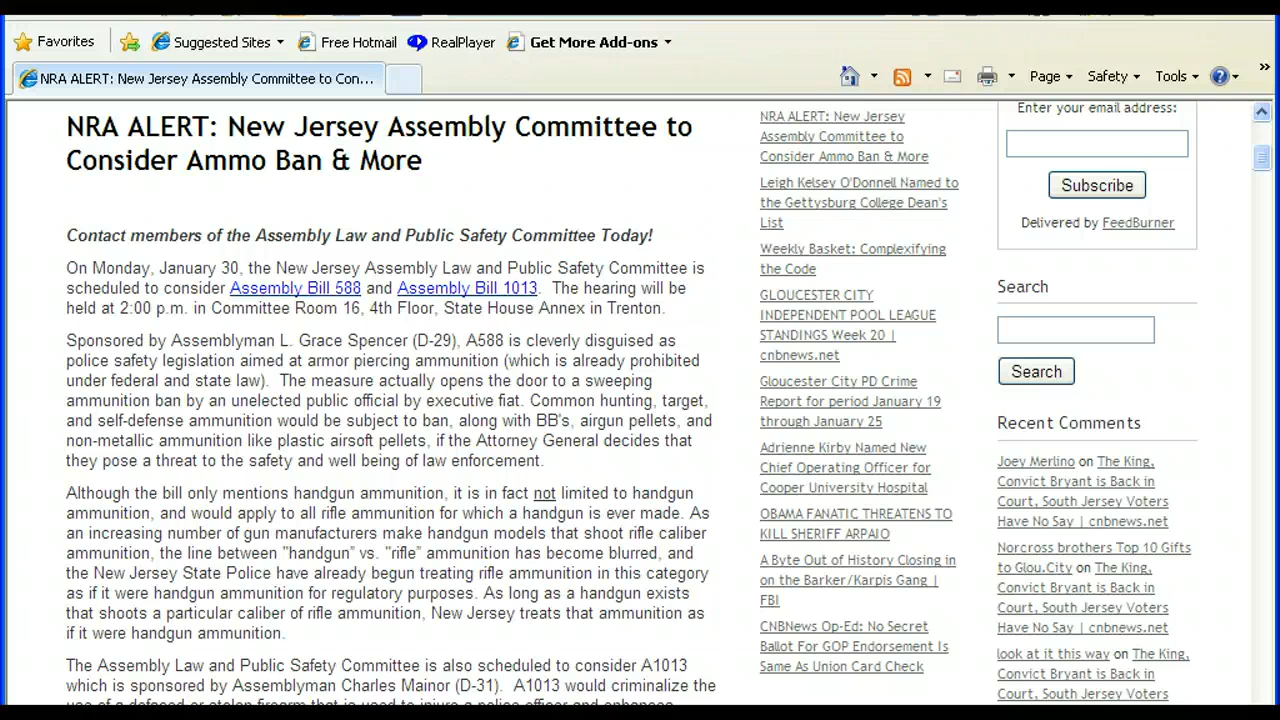 Favorites
Suggested Sites
Free Hotmail
RealPlayer
Get More Add-ons
NRA ALERT: New Jersey Assembly Committee to Con...
Page
Safety
Tools
NRA ALERT: New Jersey Assembly Committee to
Consider Ammo Ban & More
Contact members of the Assembly Law and Public Safety Committee Today!
On Monday, January 30, the New Jersey Assembly Law and Public Safety Committee is
scheduled to consider Assembly Bill 588 and Assembly Bill 1013. The hearing will be
held at 2:00 p.m. in Committee Room 16, 4th Floor, State House Annex in Trenton.
Sponsored by Assemblyman L. Grace Spencer (D-29), A588 is cleverly disguised as
police safety legislation aimed at armor piercing ammunition (which is already prohibited
under federal and state law). The measure actually opens the door to a sweeping
ammunition ban by an unelected public official by executive fiat. Common hunting, target,
and self-defense ammunition would be subject to ban, along with BB's, airgun pellets, and
non-metallic ammunition like plastic airsoft pellets, if the Attorney General decides that
they pose a threat to the safety and well being of law enforcement.
Although the bill only mentions handgun ammunition, it is in fact not limited to handgun
ammunition, and would apply to all rifle ammunition for which a handgun is ever made. As
an increasing number of gun manufacturers make handgun models that shoot rifle caliber
ammunition, the line between "handgun" vs. "rifle" ammunition has become blurred, and
the New Jersey State Police have already begun treating rifle ammunition in this category
as if it were handgun ammunition for regulatory purposes. As long as a handgun exists
that shoots a particular caliber of rifle ammunition, New Jersey treats that ammunition as
if it were handgun ammunition.
The Assembly Law and Public Safety Committee is also scheduled to consider A1013
which is sponsored by Assemblyman Charles Mainor (D-31). A1013 would criminalize the
use of a defaced or stolen firearm that is used to injure a police officer and enhances
NRA ALERT: New Jersey
Assembly Committee to
Consider Ammo Ban & More
Leigh Kelsey O'Donnell Named to
the Gettysburg College Dean's
List
Weekly Basket: Complexifying
the Code
GLOUCESTER CITY
INDEPENDENT POOL LEAGUE
STANDINGS Week 20 |
cnbnews.net
Gloucester City PD Crime
Report for period January 19
through January 25
Adrienne Kirby Named New
Chief Operating Officer for
Cooper University Hospital
OBAMA FANATIC THREATENS TO
KILL SHERIFF ARPAIO
A Byte Out of History Closing in
on the Barker/Karpis Gang |
FBI
CNBNews Op-Ed: No Secret
Ballot For GOP Endorsement Is
Same As Union Card Check
Enter your email address:
Subscribe
Delivered by FeedBurner
Search
Search
Recent Comments
Joey Merlino on The King,
Convict Bryant is Back in
Court, South Jersey Voters
Have No Say | cnbnews.net
Norcross brothers Top 10 Gifts
to Glou.City on The King,
Convict Bryant is Back in
Court, South Jersey Voters
Have No Say | cnbnews.net
look at it this way on The King,
Convict Bryant is Back in
Court, South Jersey Voters